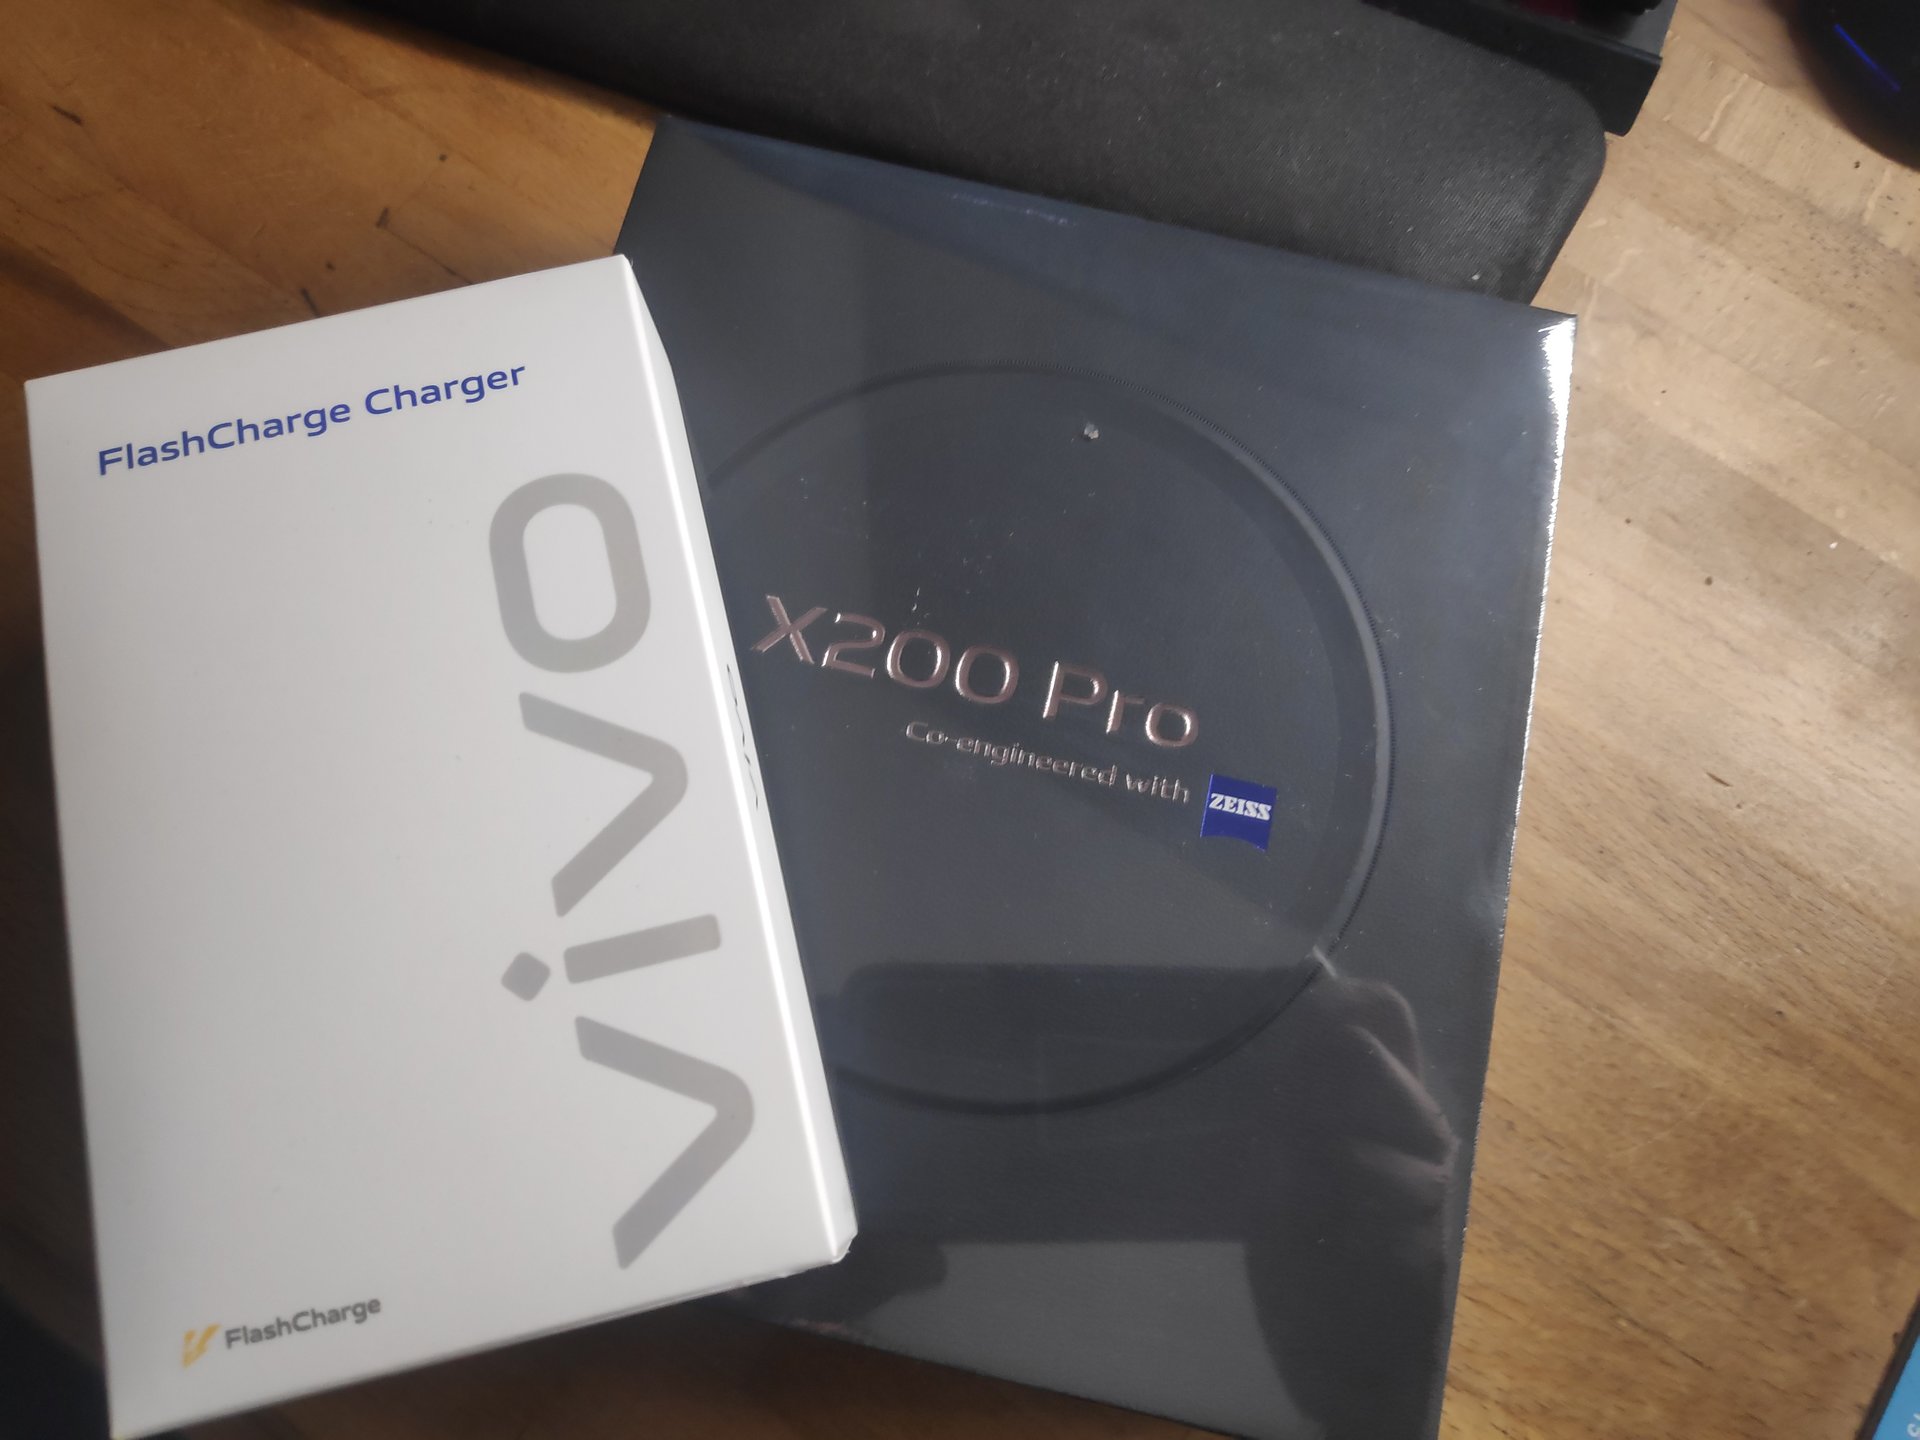 FlashCharge Charger
vivo
FlashCharge
X200 Pro
Co-engineered with
ZEISS